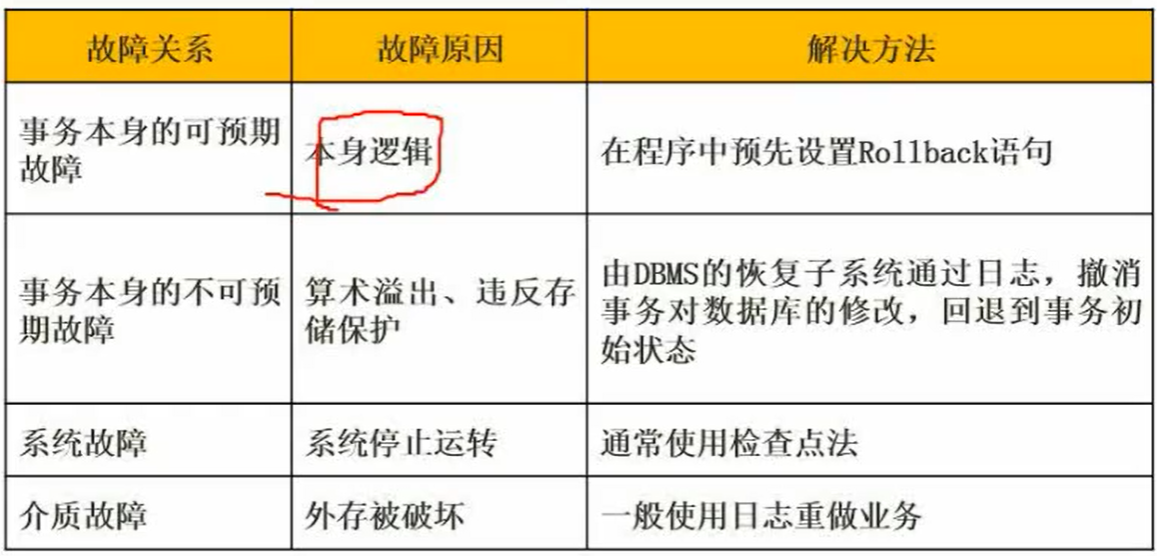 故障关系 故障原因 解决方法
事务本身的可预期
故障
本身逻辑
在程序中预先设置Rollback语句
事务本身的不可预
期故障
算术溢出、违反存
储保护
由DBMS的恢复子系统通过日志，撤消
事务对数据库的修改，回退到事务初
始状态
系统故障 系统停止运转 通常使用检查点法
介质故障 外存被破坏 一般使用日志重做业务